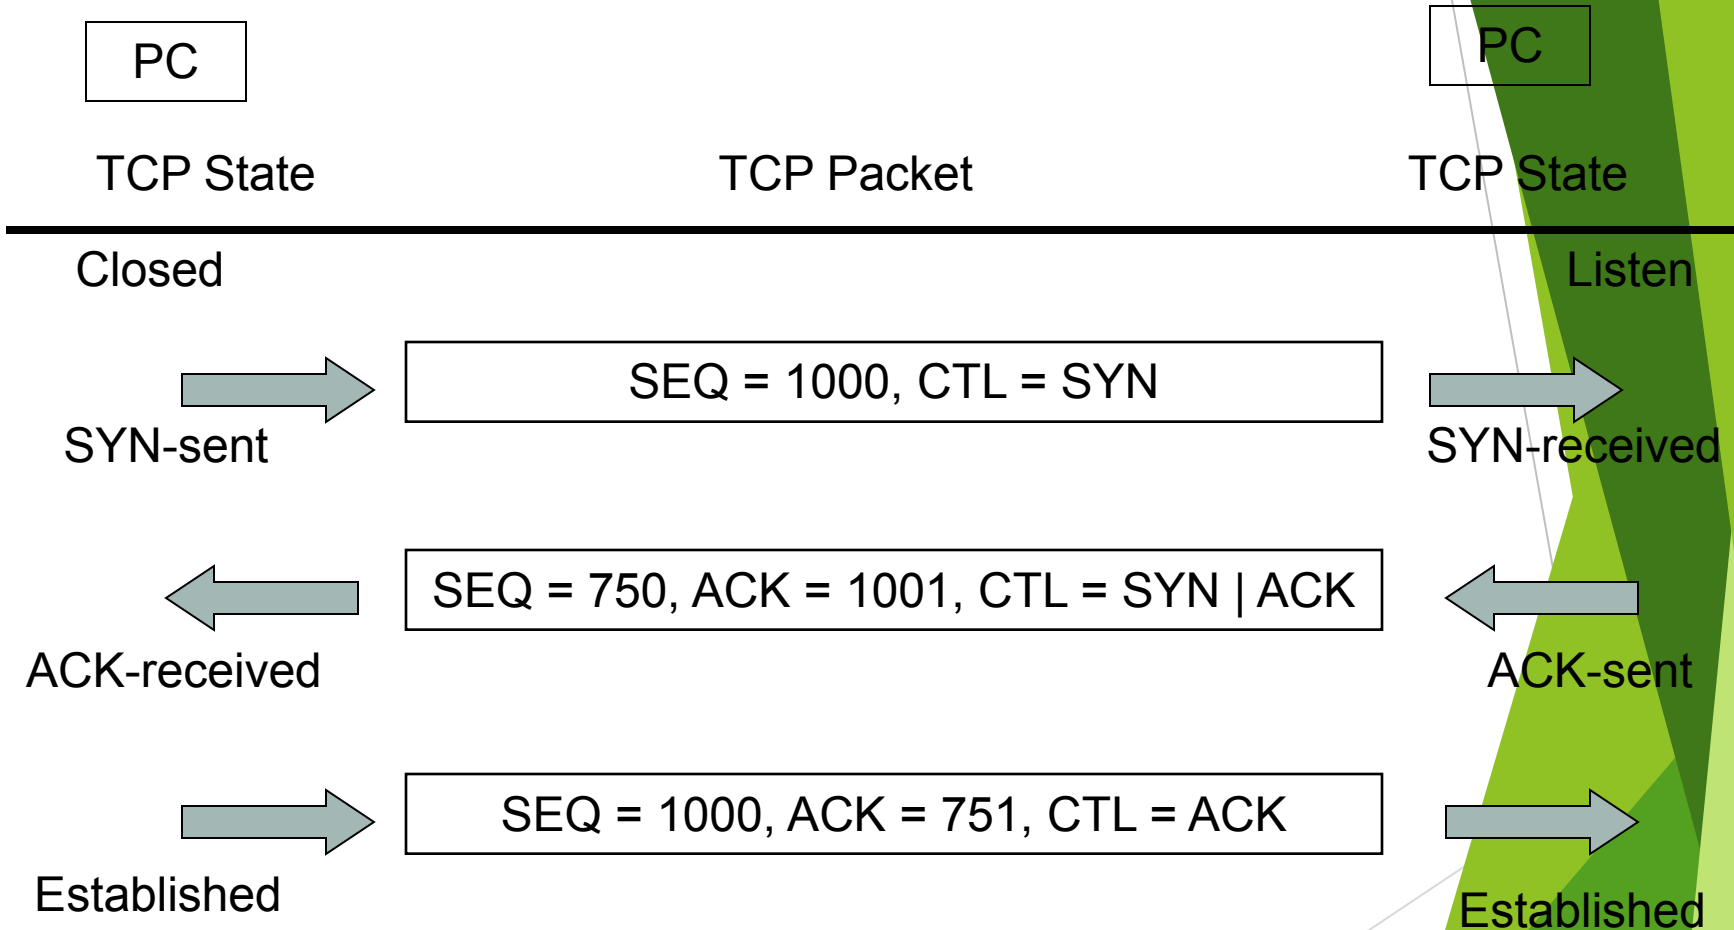 PC
PC
TCP State
TCP Packet
TCP State
Closed
Listen
SEQ = 1000, CTL = SYN
SYN-sent
SYN-received
SEQ = 750, ACK = 1001, CTL = SYN | ACK
ACK-received
ACK-sent
SEQ = 1000, ACK = 751, CTL = ACK
Established
Established